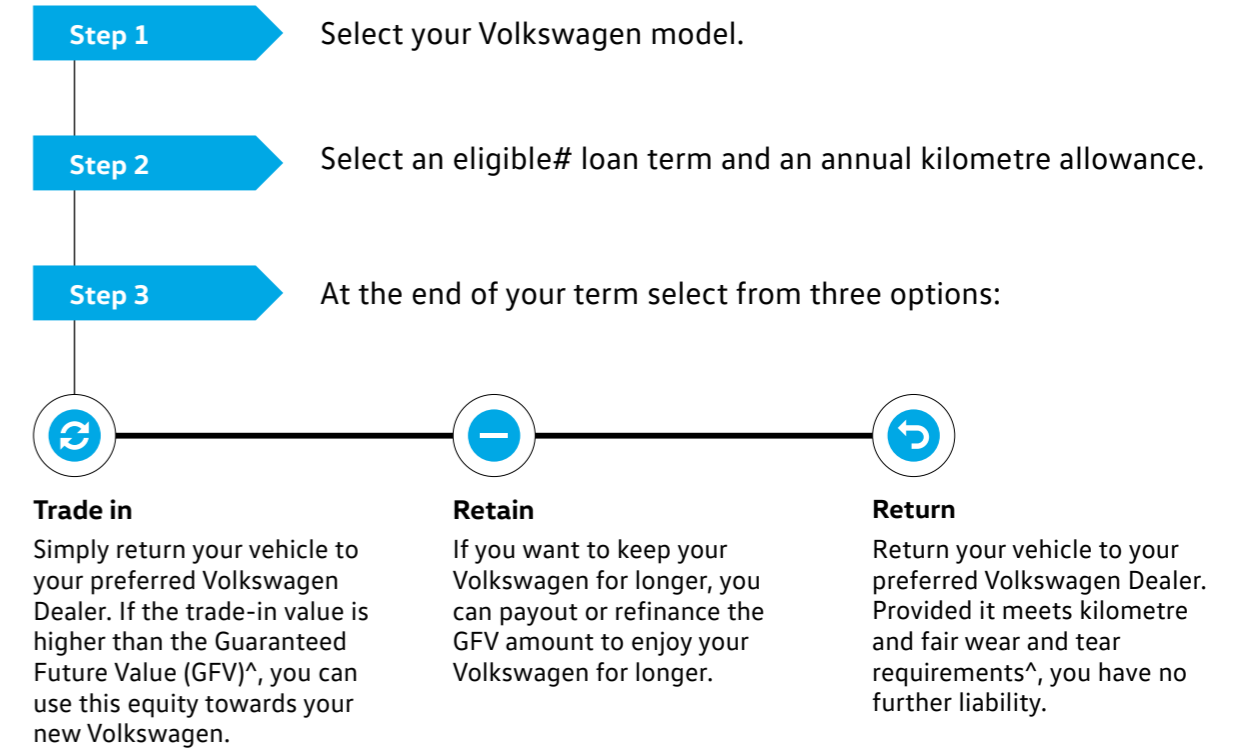 Step 1
Select your Volkswagen model.
Step 2
Select an eligible# loan term and an annual kilometre allowance.
Step 3
At the end of your term select from three options:
Trade in
Simply return your vehicle to
your preferred Volkswagen
Dealer. If the trade-in value is
higher than the Guaranteed
Future Value (GFV)^, you can
use this equity towards your
new Volkswagen.
Retain
If you want to keep your
Volkswagen for longer, you
can payout or refinance the
GFV amount to enjoy your
Volkswagen for longer.
Return
Return your vehicle to your
preferred Volkswagen Dealer.
Provided it meets kilometre
and fair wear and tear
requirements^, you have no
further liability.